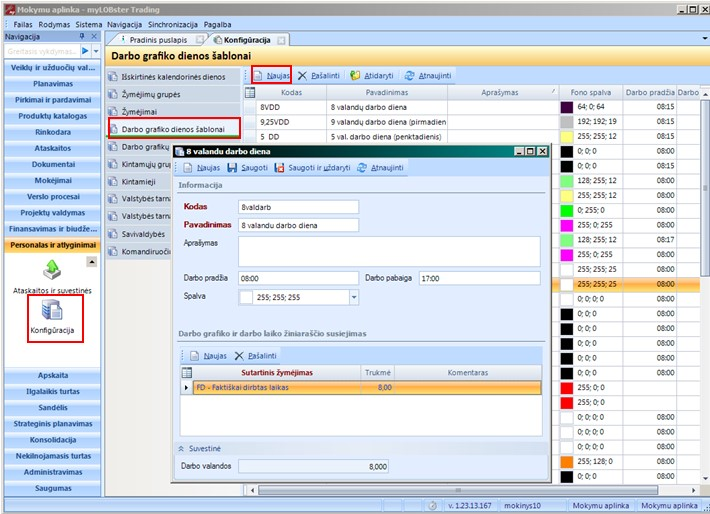 Mokymu aplinka - myLOBster Trading
Failas Rodymas Sistema Navigacija Sinchronizacija Pagalba
Navigacija
Greitasis vykdymas...
Pradinis puslapis
Konfigūracija
Darbo grafiko dienos šablonai
Veiklų ir užduočių val...
Planavimas
Pirkimai ir pardavimai
Produktų katalogas
Rinkodara
Ataskaitos
Dokumentai
Mokėjimai
Verslo procesai
Projektų valdymas
Finansavimas ir biudže...
Personalas ir atlyginimai
Ataskaitos ir suvestinės
Konfigūracija
Apskaita
Ilgalaikis turtas
Sandėlis
Strateginis planavimas
Konsolidacija
Nekilnojamasis turtas
Administravimas
Saugumas
Išskirtinės kalendorinės dienos
Žymėjimų grupės
Žymėjimai
Darbo grafiko dienos šablonai
Darbo grafikų
Kintamųjų grup
Kintamieji
Valstybės tarna
Valstybės tarna
Savivaldybės
Komandiruočių
Naujas Pašalinti Atidaryti Atnaujinti
Kodas Pavadinimas Aprašymas Fono spalva Darbo pradžia Darbo
8VDD 8 valandų darbo diena 64; 0; 64 08:15
9,25VDD 9 valandų darbo diena (pirmadien 192; 192; 19 08:15
5 DD 5 val. darbo diena (penktadienis) 255; 255; 12 08:15
0; 0; 0 08:00
0; 0; 0 08:15
128; 255; 12 08:00
255; 255; 12 08:00
0; 255; 0 08:00
255; 0; 255 08:00
128; 255; 12 08:17
255; 0; 255 08:00
255; 255; 25 08:00
255; 255; 25 08:00
0; 0; 0; 0 08:00
0; 0; 0 08:00
0; 0; 0 08:00
0; 0; 0 08:00
0; 0; 0 08:00
255; 0; 0
255; 0; 0
0; 0; 0; 0 08:00
0; 0; 0; 0 08:00
0; 0; 0; 0 08:00
255; 128; 0 08:00
0; 0; 0 08:00
8 valandu darbo diena
Naujas Saugoti Saugoti ir uždaryti Atnaujinti
Informacija
Kodas 8valdarb
Pavadinimas 8 valandu darbo diena
Aprašymas
Darbo pradžia 08:00 Darbo pabaiga 17:00
Spalva 255; 255; 255
Darbo grafiko ir darbo laiko žiniaraščio susiejimas
Naujas Pašalinti
Sutartinis žymėjimas Trukmė Komentaras
FD - Faktiškai dirbtas laikas 8,00
Suvestinė
Darbo valandos 8,000
v. 1.23.13.167 mokinys10 Mokymu aplinka Mokymu aplinka